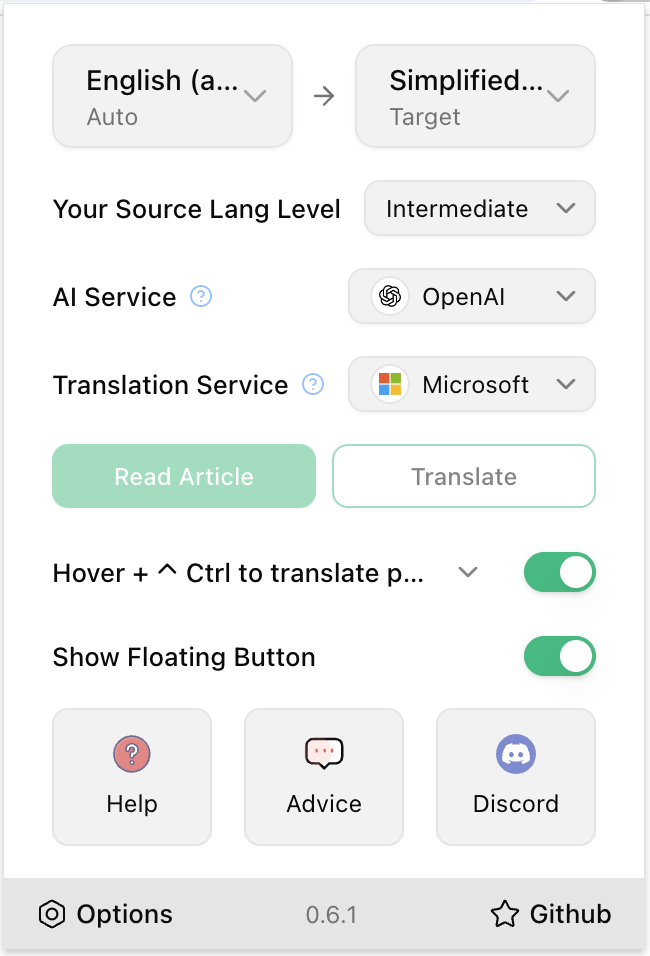 English (a...
Auto
→
Simplified...
Target
Your Source Lang Level
Intermediate
AI Service ?
OpenAI
Translation Service ?
Microsoft
Read Article
Translate
Hover + ^ Ctrl to translate p...
Show Floating Button
?
Help
Advice
Discord
Options
0.6.1
Github